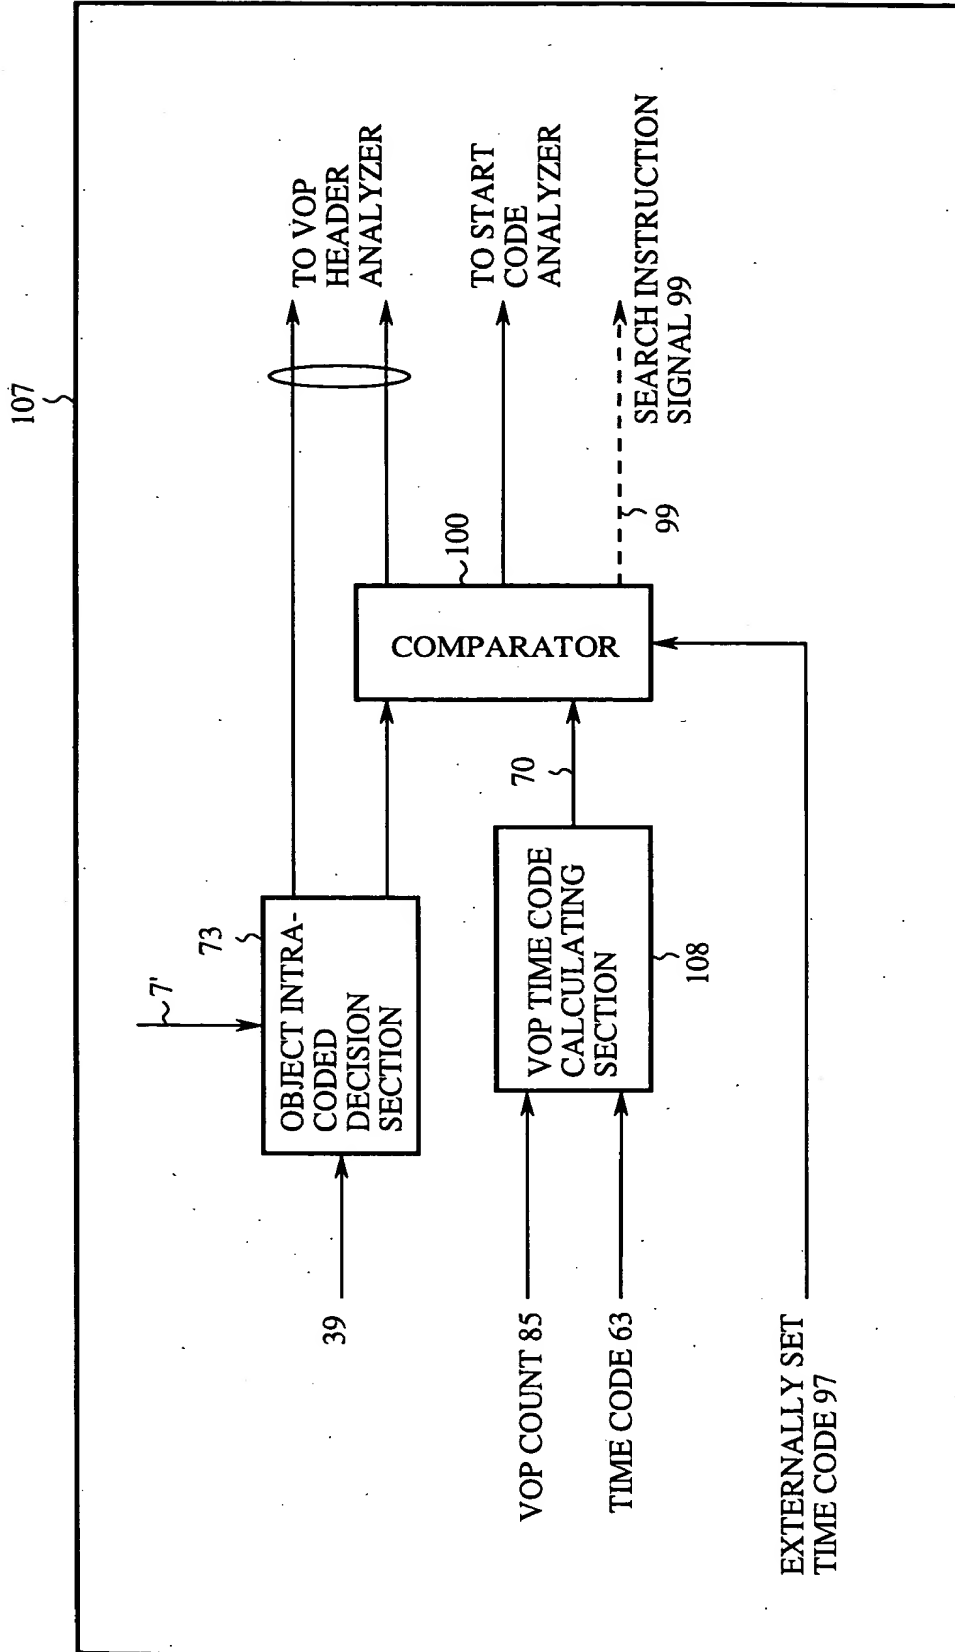 107
7'
73
OBJECT INTRA-
CODED
DECISION
SECTION
39
TO VOP
HEADER
ANALYZER
100
COMPARATOR
TO START
CODE
ANALYZER
99
SEARCH INSTRUCTION
SIGNAL 99
70
VOP TIME CODE
CALCULATING
SECTION
108
VOP COUNT 85
TIME CODE 63
EXTERNALLY SET
TIME CODE 97